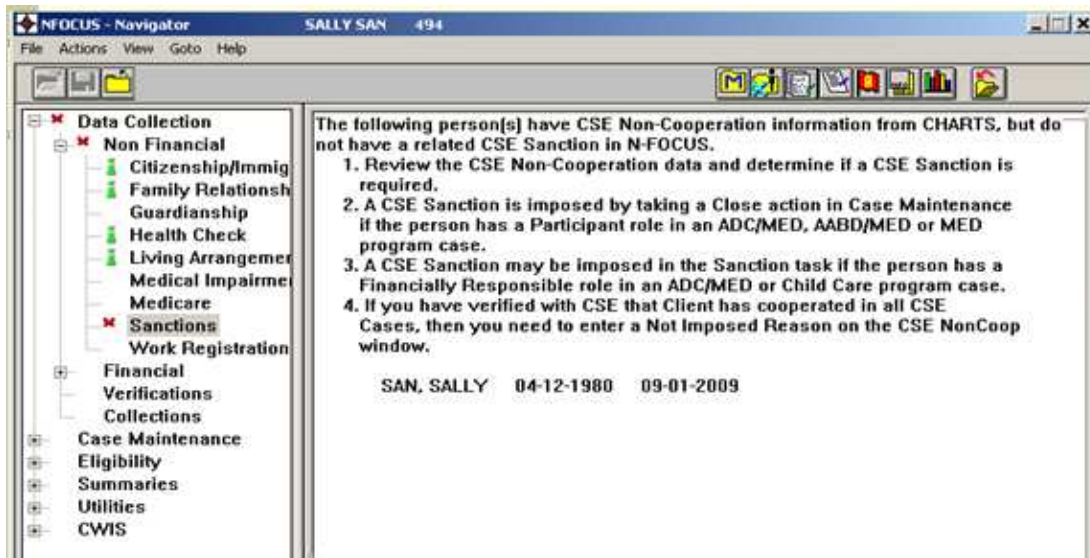 NFOCUS - Navigator SALLY SAN 494
File Actions View Goto Help
Data Collection
Non Financial
Citizenship/Immig
Family Relationsh
Guardianship
Health Check
Living Arrangemer
Medical Impairme
Medicare
Sanctions
Work Registration
Financial
Verifications
Collections
Case Maintenance
Eligibility
Summaries
Utilities
CWIS
The following person(s) have CSE Non-Cooperation information from CHARTS, but do
not have a related CSE Sanction in N-FOCUS.
1. Review the CSE Non-Cooperation data and determine if a CSE Sanction is
required.
2. A CSE Sanction is imposed by taking a Close action in Case Maintenance
if the person has a Participant role in an ADC/MED, AABD/MED or MED
program case.
3. A CSE Sanction may be imposed in the Sanction task if the person has a
Financially Responsible role in an ADC/MED or Child Care program case.
4. If you have verified with CSE that Client has cooperated in all CSE
Cases, then you need to enter a Not Imposed Reason on the CSE NonCoop
window.
SAN, SALLY 04-12-1980 09-01-2009